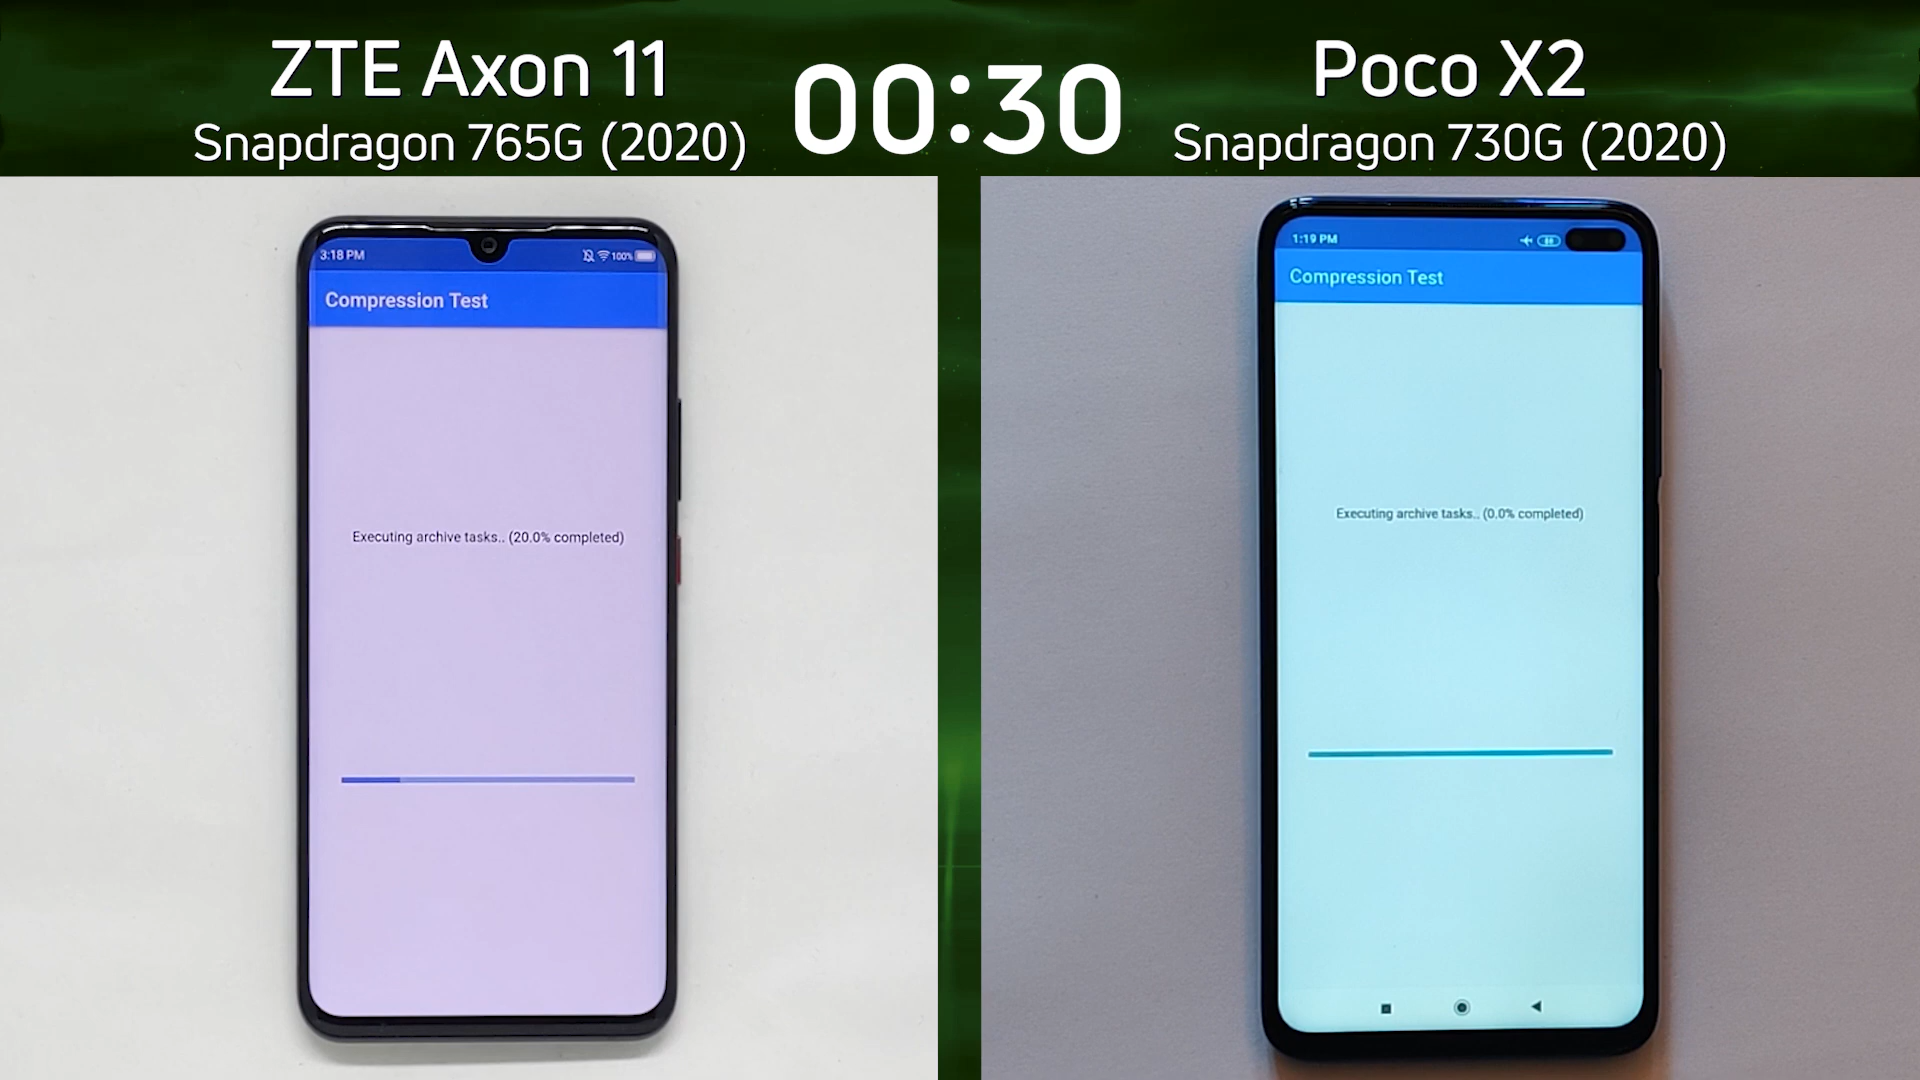 ZTE Axon 11
Snapdragon 765G (2020)
00:30
Poco X2
Snapdragon 730G (2020)
3:18 PM
100%
Compression Test
Executing archive tasks.. (20.0% completed)
1:19 PM
Compression Test
Executing archive tasks.. (0.0% completed)